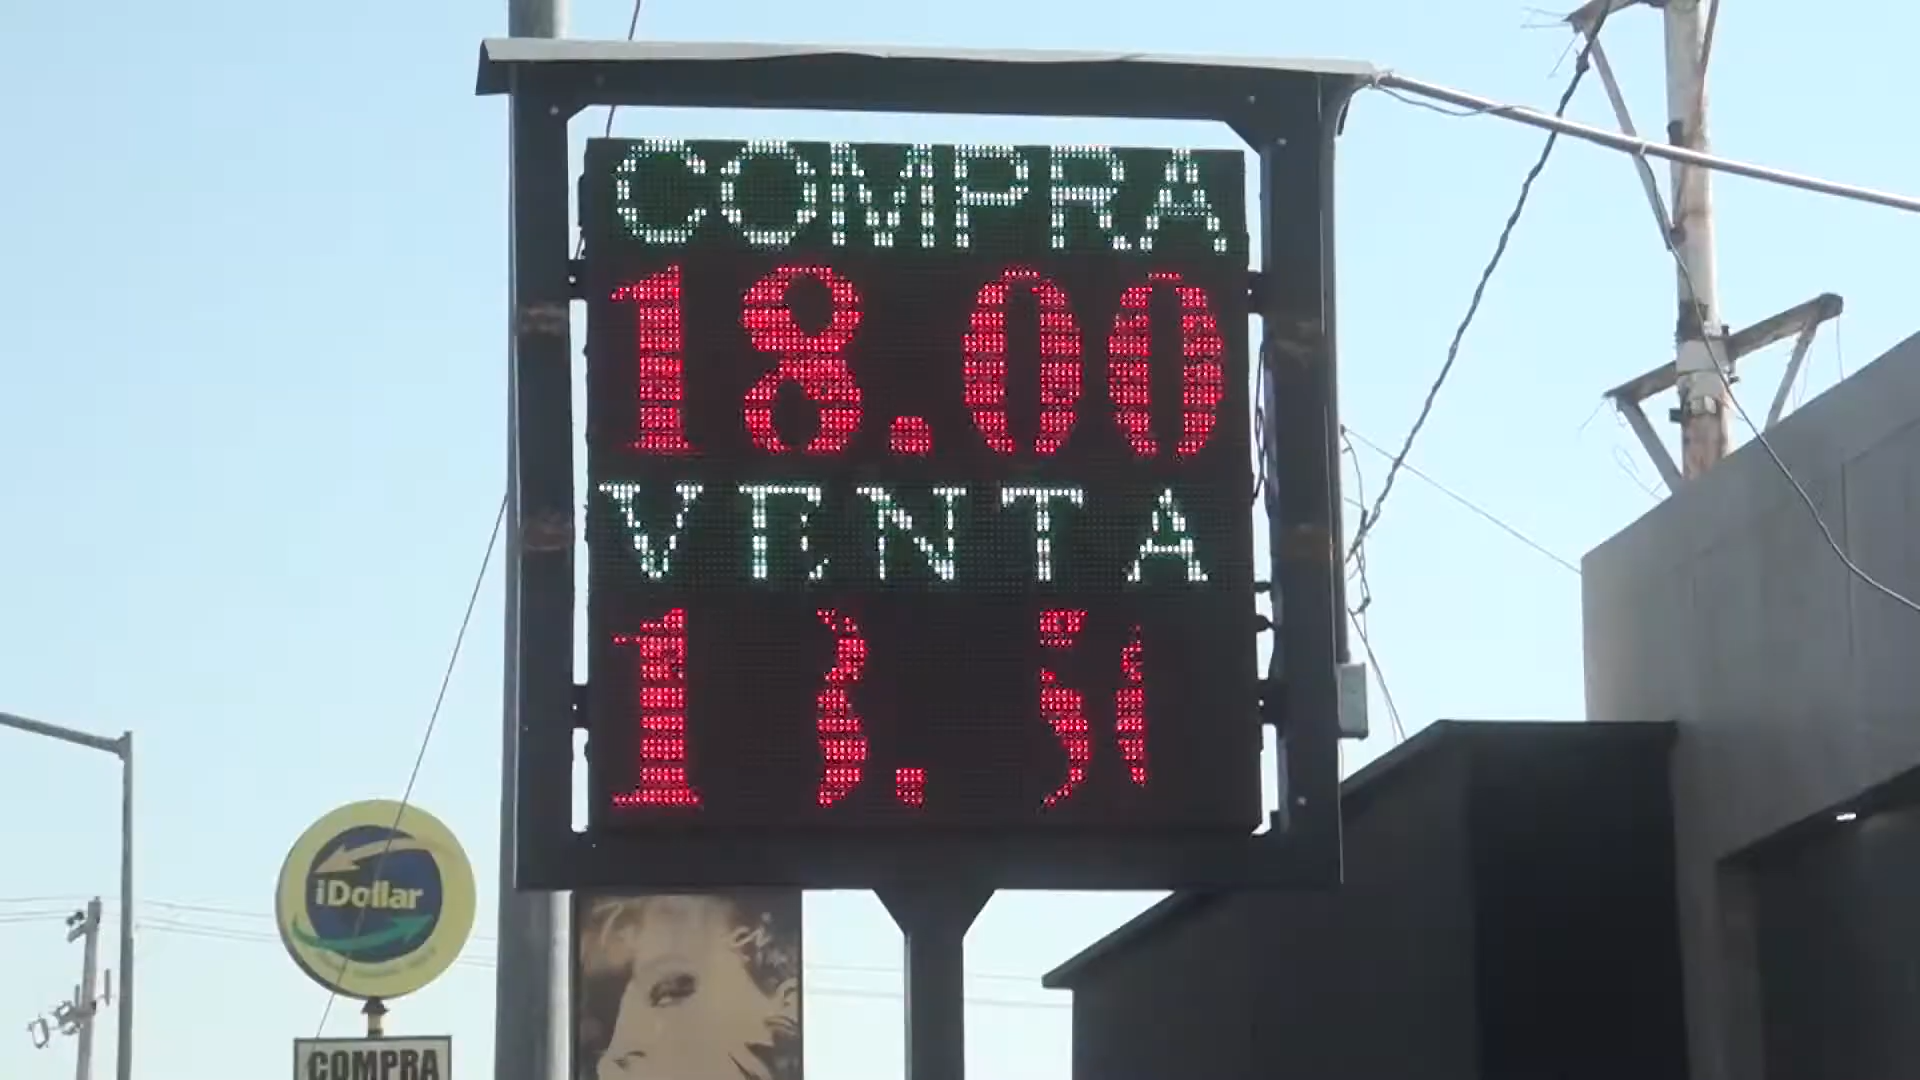 COMPRA
18.00
VENTA
iDollar
COMPRA